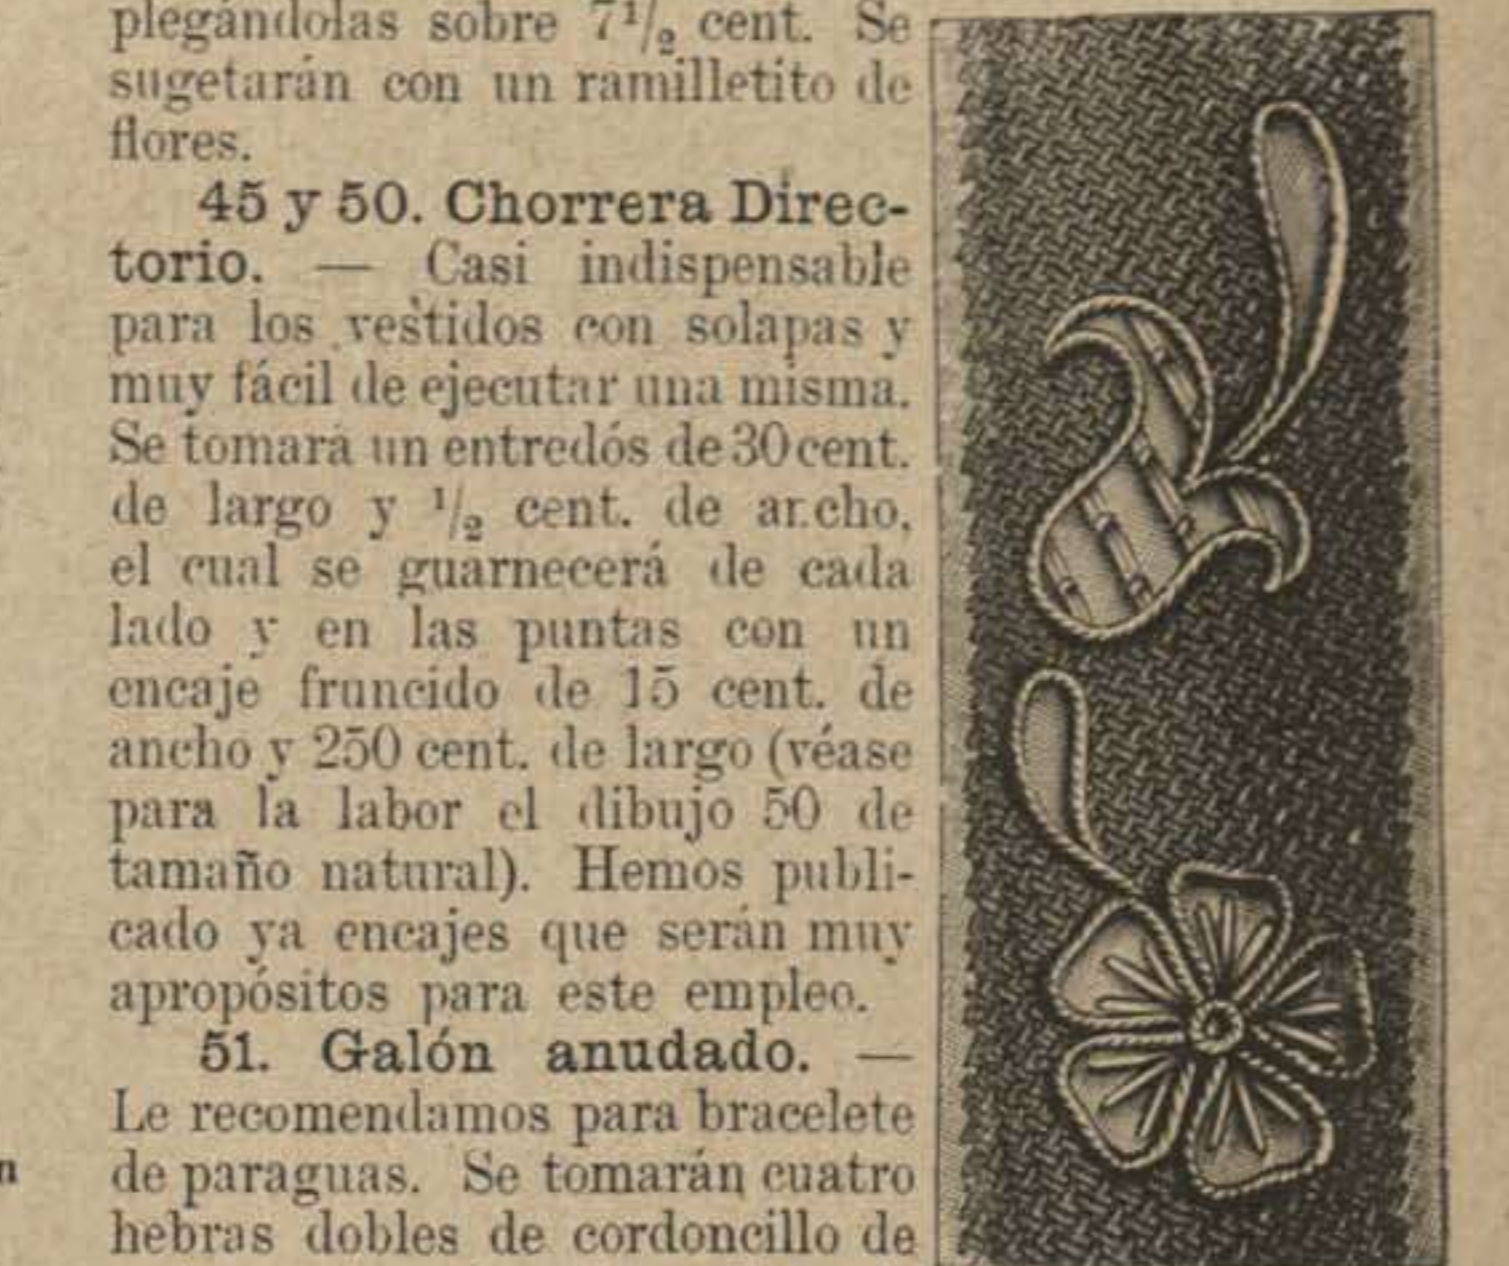 plegándolas sobre 7 1/2 cent. Se
sugetarán con un ramilletito de
flores.
45 y 50. Chorrera Direc-
torio. — Casi indispensable
para los vestidos con solapas y
muy fácil de ejecutar una misma.
Se tomará un entredós de 30 cent.
de largo y 1/2 cent. de ancho,
el cual se guarnecerá de cada
lado y en las puntas con un
encaje fruncido de 15 cent. de
ancho y 250 cent. de largo (véase
para la labor el dibujo 50 de
tamaño natural). Hemos publi-
cado ya encajes que serán muy
apropósitos para este empleo.
51. Galón anudado. —
Le recomendamos para bracelete
n de paraguas. Se tomarán cuatro
hebras dobles de cordoncillo de